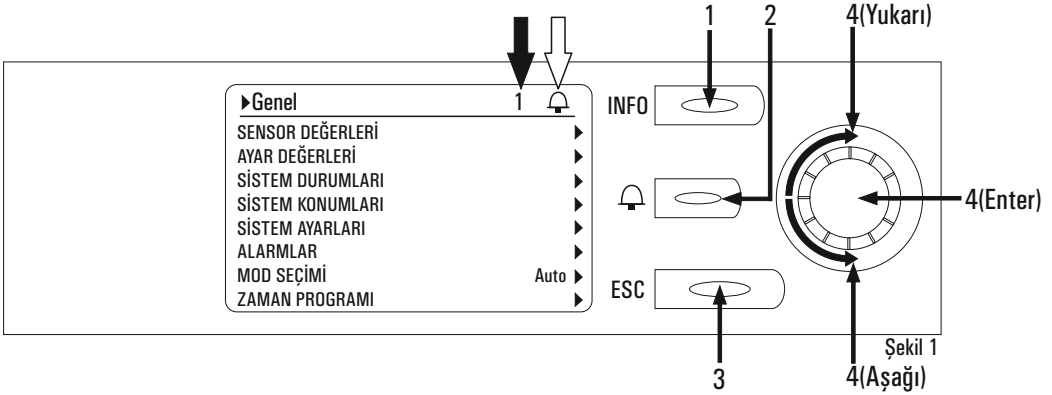 1 2 4(Yukarı)
▶Genel 1
SENSOR DEĞERLERİ
AYAR DEĞERLERİ
SİSTEM DURUMLARI
SİSTEM KONUMLARI
SİSTEM AYARLARI
ALARMLAR
MOD SEÇİMİ Auto
ZAMAN PROGRAMI
INFO
ESC
4(Enter)
Şekil 1
3 4(Aşağı)